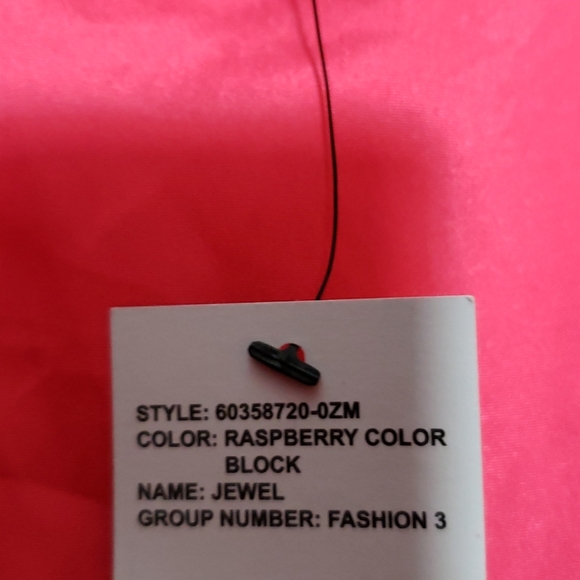 STYLE: 60358720-0ZM
COLOR: RASPBERRY COLOR
BLOCK
NAME: JEWEL
GROUP NUMBER: FASHION 3